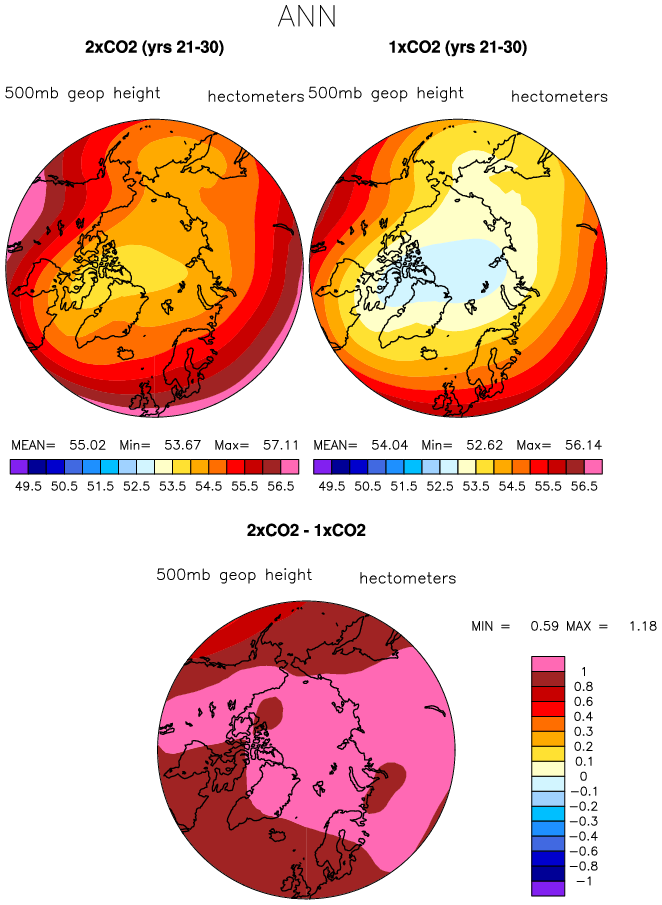 ANN
2xCO2 (yrs 21-30) 1xCO2 (yrs 21-30)
500mb geop height hectometers 500mb geop height hectometers
MEAN= 55.02 Min= 53.67 Max= 57.11 MEAN= 54.04 Min= 52.62 Max= 56.14
49.5 50.5 51.5 52.5 53.5 54.5 55.5 56.5 49.5 50.5 51.5 52.5 53.5 54.5 55.5 56.5
2xCO2 - 1xCO2
500mb geop height hectometers
MIN = 0.59 MAX = 1.18
1
0.8
0.6
0.4
0.3
0.2
0.1
0
-0.1
-0.2
-0.3
-0.4
-0.6
-0.8
-1